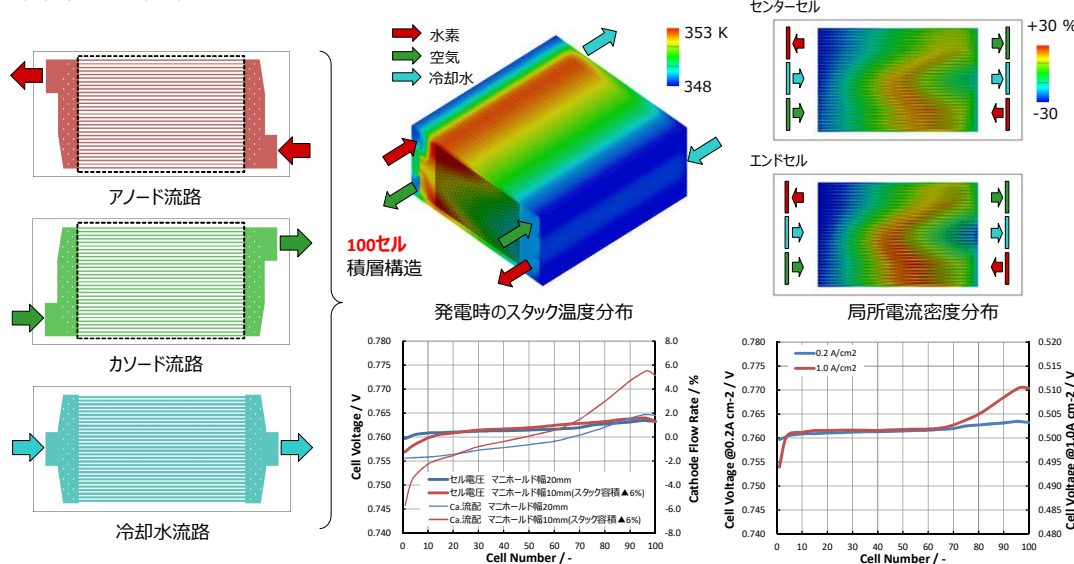 アノード流路
カソード流路
冷却水流路
水素
空気
冷却水
353 K
348
100セル
積層構造
発電時のスタック温度分布
センターセル
+30 %
-30
エンドセル
局所電流密度分布
Cell Voltage / V
0.780
0.775
0.770
0.765
0.760
0.755
0.750
0.745
0.740
8.0
6.0
4.0
2.0
0.0
-2.0
-4.0
-6.0
-8.0
Cathode Flow Rate / %
セル電圧 マニホールド幅20mm
セル電圧 マニホールド幅10mm(スタック容積▲6%)
Ca.流配 マニホールド幅20mm
Ca.流配 マニホールド幅10mm(スタック容積▲6%)
0 10 20 30 40 50 60 70 80 90 100
Cell Number / -
Cell Voltage @0.2A cm-2 / V
0.780
0.775
0.770
0.765
0.760
0.755
0.750
0.745
0.740
0.2 A/cm2
1.0 A/cm2
0.520
0.515
0.510
0.505
0.500
0.495
0.490
0.485
0.480
Cell Voltage @1.0A cm-2 / V
0 10 20 30 40 50 60 70 80 90 100
Cell Number / -